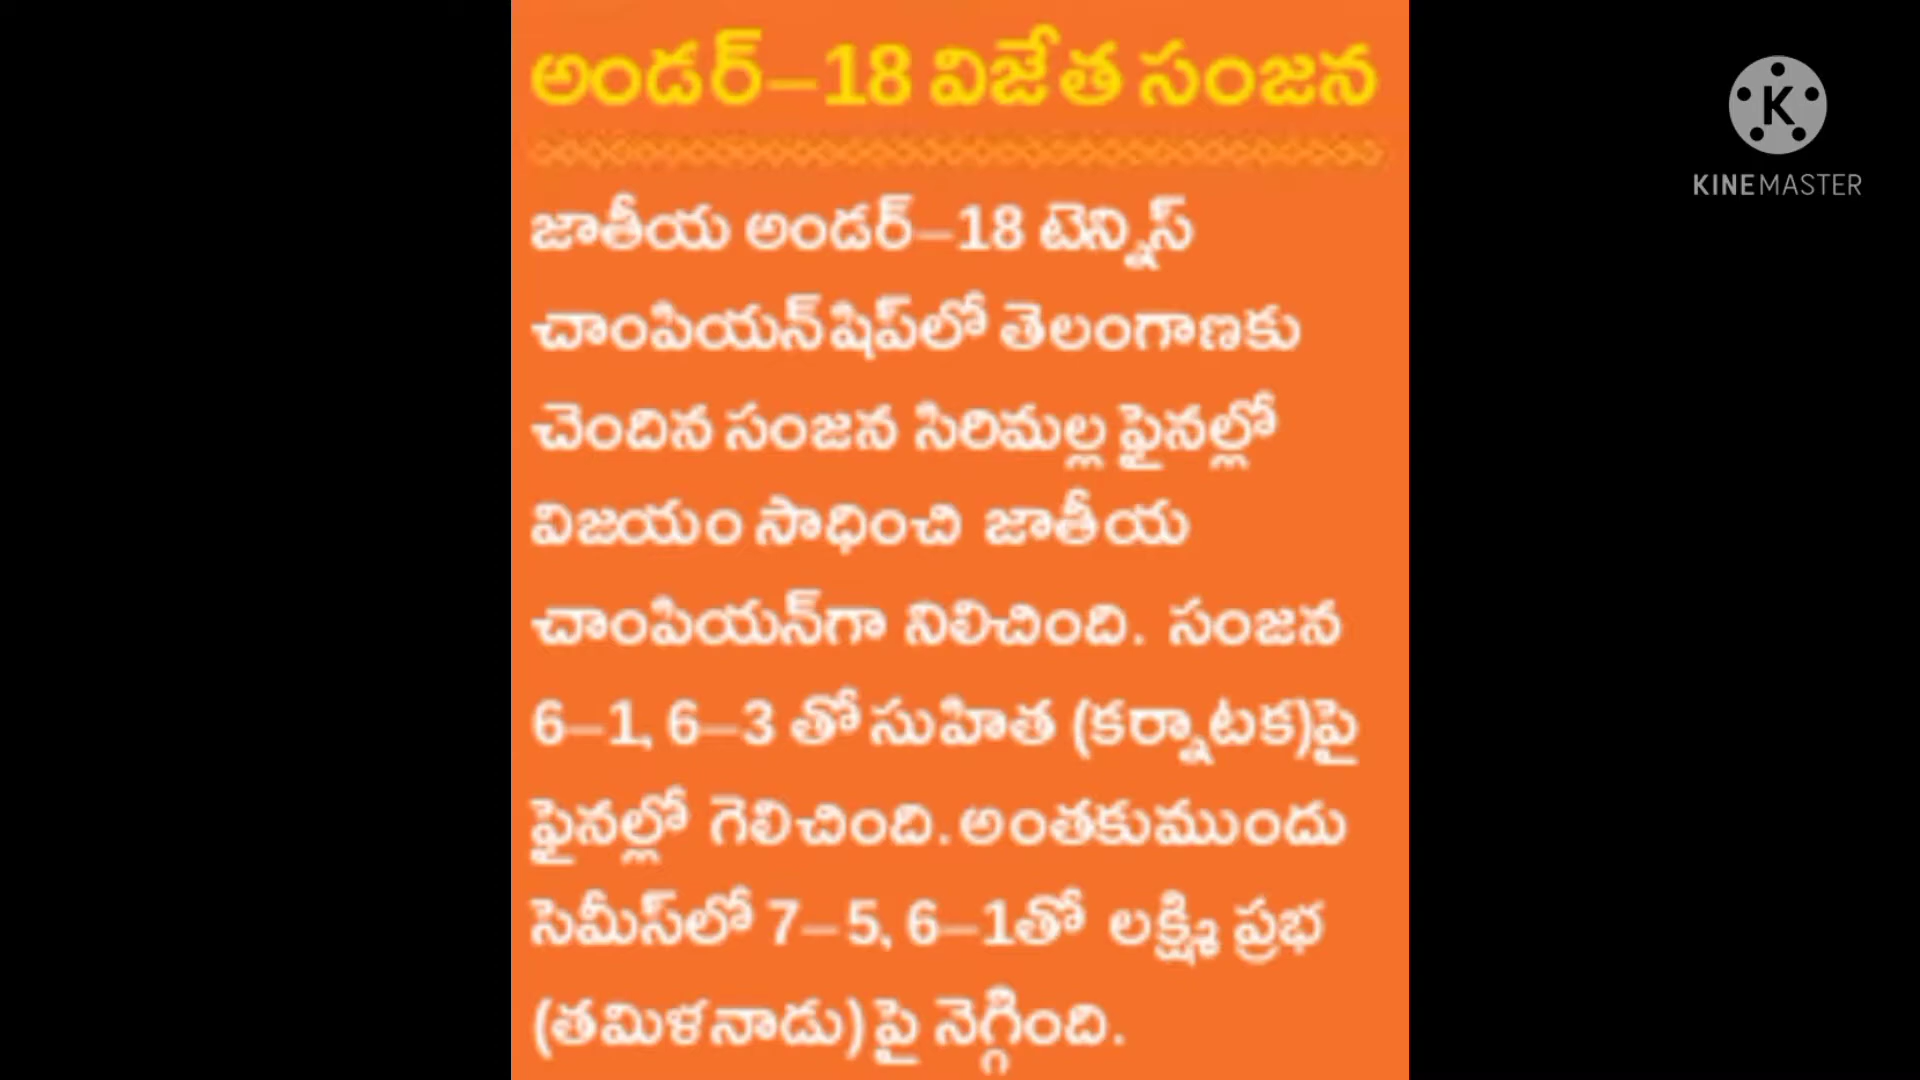 అండర్–18 విజేత సంజన
జాతీయ అండర్–18 టెన్నిస్
చాంపియన్‌షిప్‌లో తెలంగాణకు
చెందిన సంజన సిరిమల్ల ఫైనల్లో
విజయం సాధించి జాతీయ
చాంపియన్‌గా నిలిచింది. సంజన
6–1, 6–3 తో సుహిత (కర్నాటక)పై
ఫైనల్లో గెలిచింది. అంతకుముందు
సెమీస్‌లో 7–5, 6–1తో లక్ష్మి ప్రభ
(తమిళనాడు)పై నెగ్గింది.
K
KINEMASTER